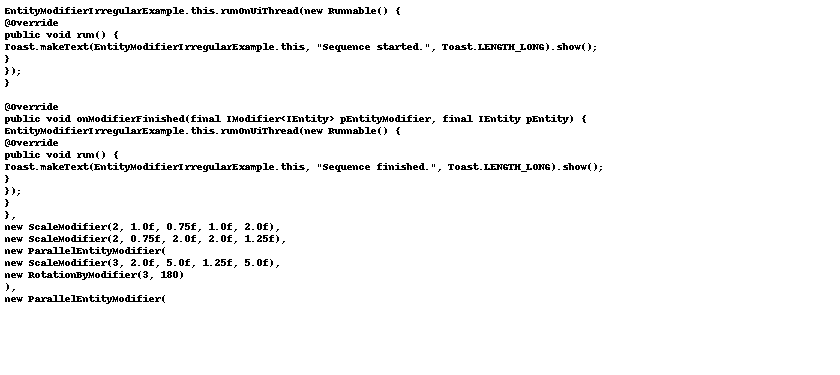 EntityModifierIrregularExample.this.runOnUiThread(new Runnable() {
@Override
public void run() {
Toast.makeText(EntityModifierIrregularExample.this, "Sequence started.", Toast.LENGTH_LONG).show();
}
});
}

@Override
public void onModifierFinished(final IModifier<IEntity> pEntityModifier, final IEntity pEntity) {
EntityModifierIrregularExample.this.runOnUiThread(new Runnable() {
@Override
public void run() {
Toast.makeText(EntityModifierIrregularExample.this, "Sequence finished.", Toast.LENGTH_LONG).show();
}
});
}
},
new ScaleModifier(2, 1.0f, 0.75f, 1.0f, 2.0f),
new ScaleModifier(2, 0.75f, 2.0f, 2.0f, 1.25f),
new ParallelEntityModifier(
new ScaleModifier(3, 2.0f, 5.0f, 1.25f, 5.0f),
new RotationByModifier(3, 180)
),
new ParallelEntityModifier(